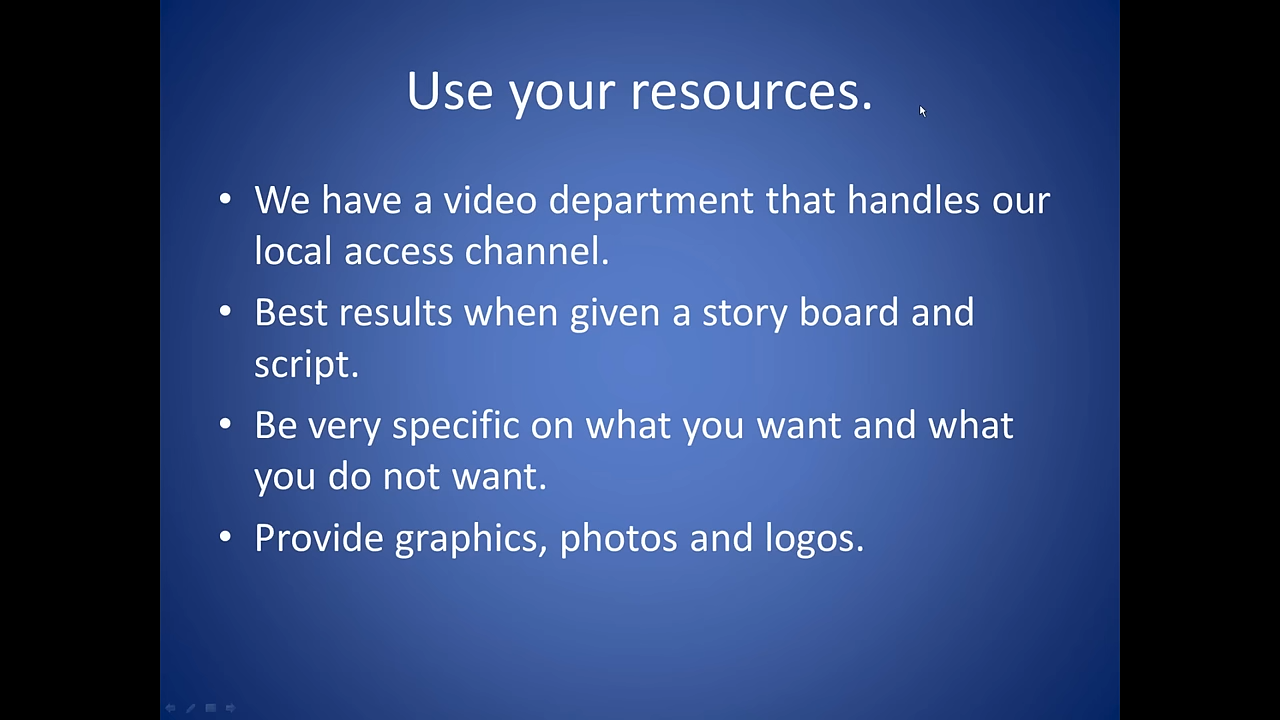 Use your resources.
• We have a video department that handles our
local access channel.
• Best results when given a story board and
script.
• Be very specific on what you want and what
you do not want.
• Provide graphics, photos and logos.